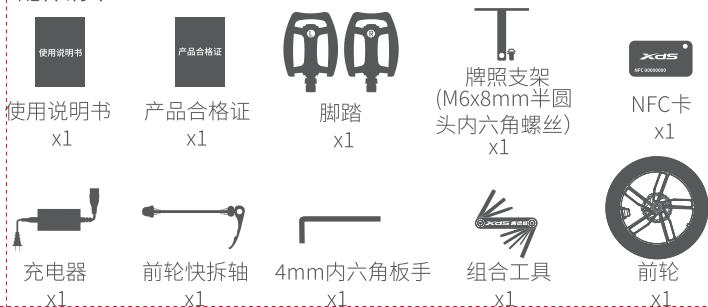 使用说明书
产品合格证
L
R
XDS
NFC 00000000
使用说明书
x1
产品合格证
x1
脚踏
x1
牌照支架
(M6x8mm半圆
头内六角螺丝）
x1
NFC卡
x1
XDS 喜德盛
充电器
x1
前轮快拆轴
x1
4mm内六角板手
x1
组合工具
x1
前轮
x1